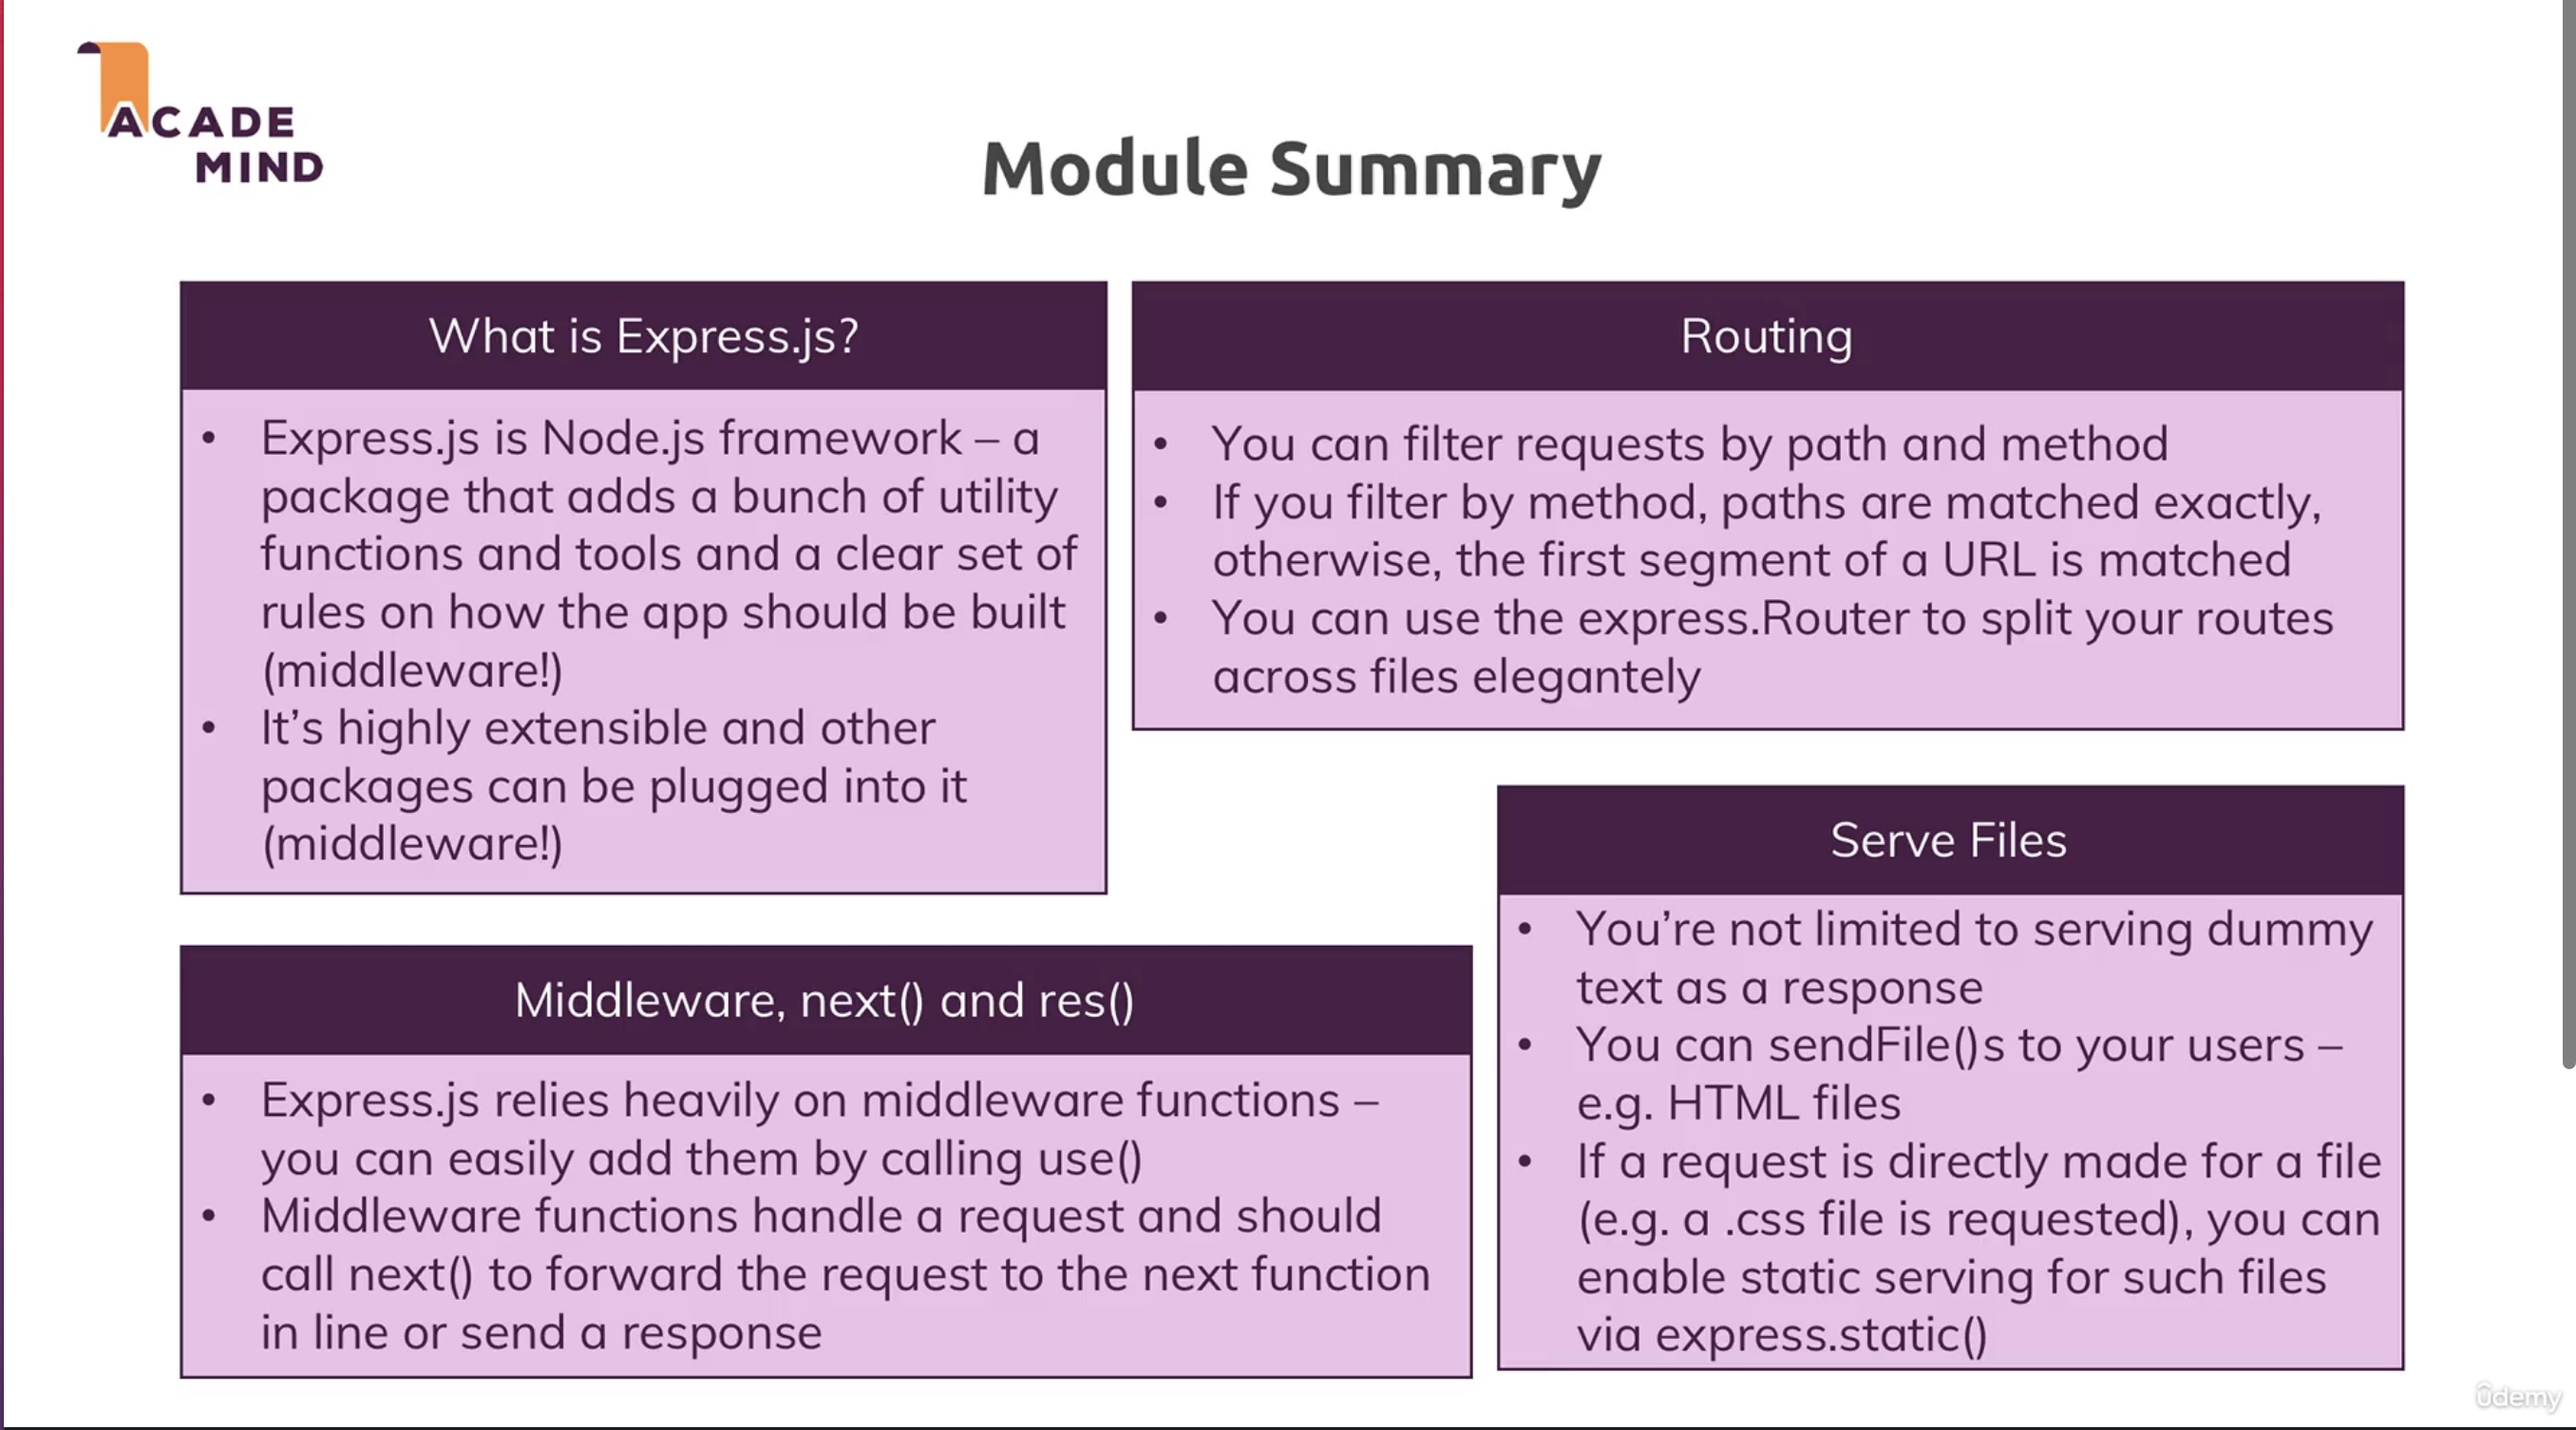 ACADE
MIND
Module Summary
What is Express.js?
• Express.js is Node.js framework – a
package that adds a bunch of utility
functions and tools and a clear set of
rules on how the app should be built
(middleware!)
• It’s highly extensible and other
packages can be plugged into it
(middleware!)
Routing
• You can filter requests by path and method
• If you filter by method, paths are matched exactly,
otherwise, the first segment of a URL is matched
• You can use the express.Router to split your routes
across files elegantely
Middleware, next() and res()
• Express.js relies heavily on middleware functions –
you can easily add them by calling use()
• Middleware functions handle a request and should
call next() to forward the request to the next function
in line or send a response
Serve Files
• You’re not limited to serving dummy
text as a response
• You can sendFile()s to your users –
e.g. HTML files
• If a request is directly made for a file
(e.g. a .css file is requested), you can
enable static serving for such files
via express.static()
ûdemy